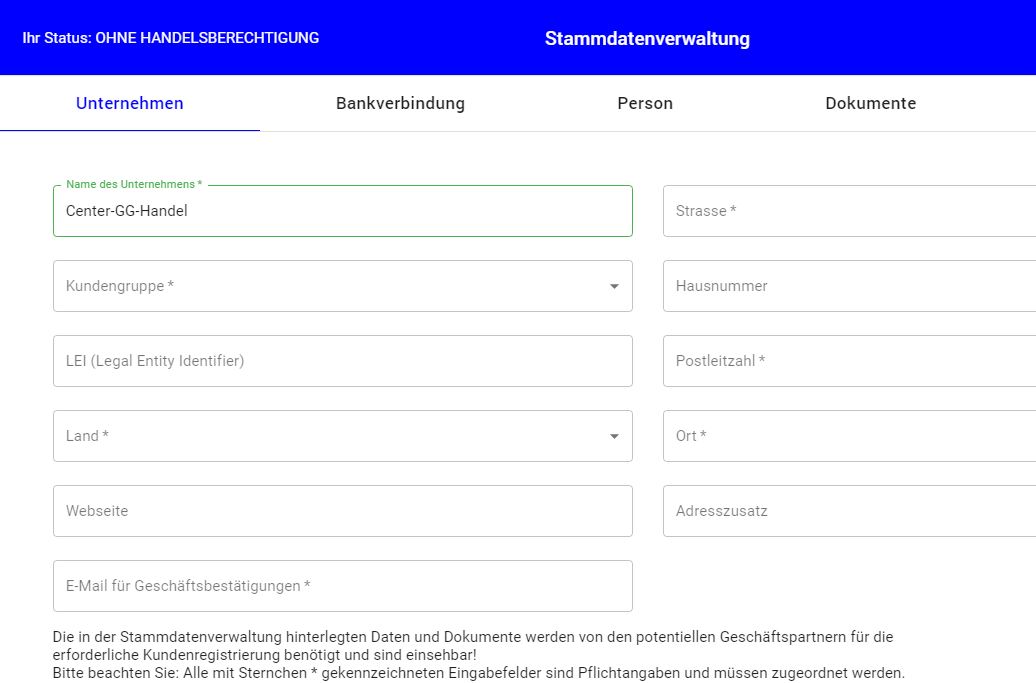 Ihr Status: OHNE HANDELSBERECHTIGUNG
Stammdatenverwaltung
Unternehmen
Bankverbindung
Person
Dokumente
Name des Unternehmens *
Center-GG-Handel
Strasse *
Kundengruppe *
Hausnummer
LEI (Legal Entity Identifier)
Postleitzahl *
Land *
Ort *
Webseite
Adresszusatz
E-Mail für Geschäftsbestätigungen *
Die in der Stammdatenverwaltung hinterlegten Daten und Dokumente werden von den potentiellen Geschäftspartnern für die
erforderliche Kundenregistrierung benötigt und sind einsehbar!
Bitte beachten Sie: Alle mit Sternchen * gekennzeichneten Eingabefelder sind Pflichtangaben und müssen zugeordnet werden.